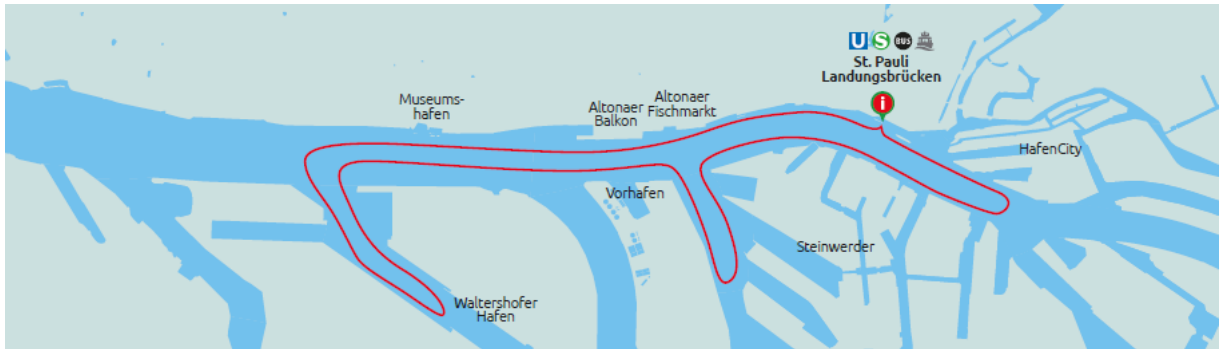 U S BUS
St. Pauli
Landungsbrücken
i
Museums-
hafen
Altonaer
Balkon
Altonaer
Fischmarkt
HafenCity
Vorhafen
Steinwerder
Waltershofer
Hafen